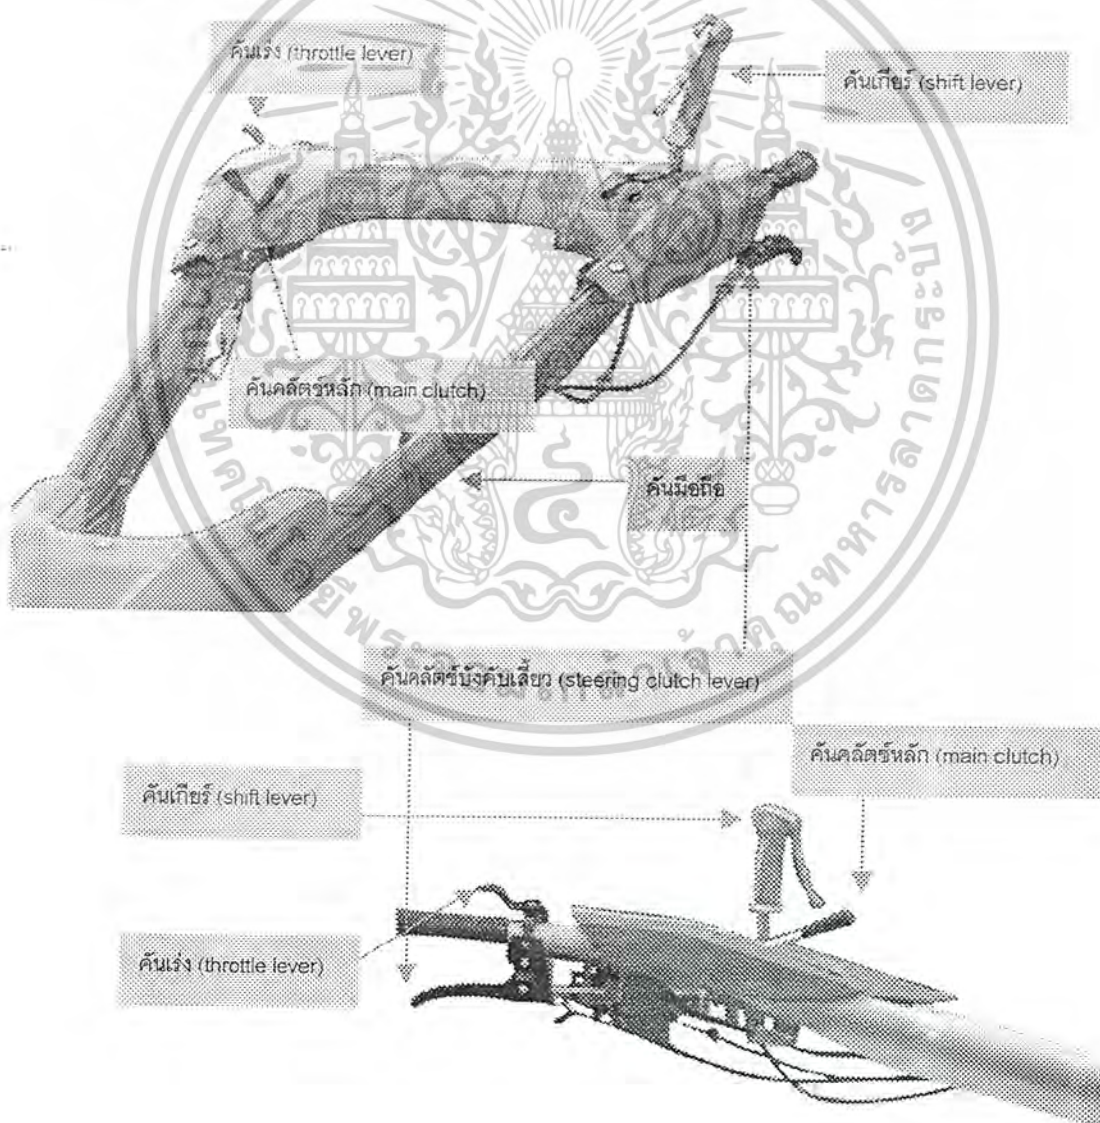 คันเร่ง (throttle lever)
คันเกียร์ (shift lever)
คันคลัตช์หลัก (main clutch)
คันมือถือ
คันคลัตช์บังคับเลี้ยว (steering clutch lever)
คันคลัตช์หลัก (main clutch)
คันเกียร์ (shift lever)
คันเร่ง (throttle lever)